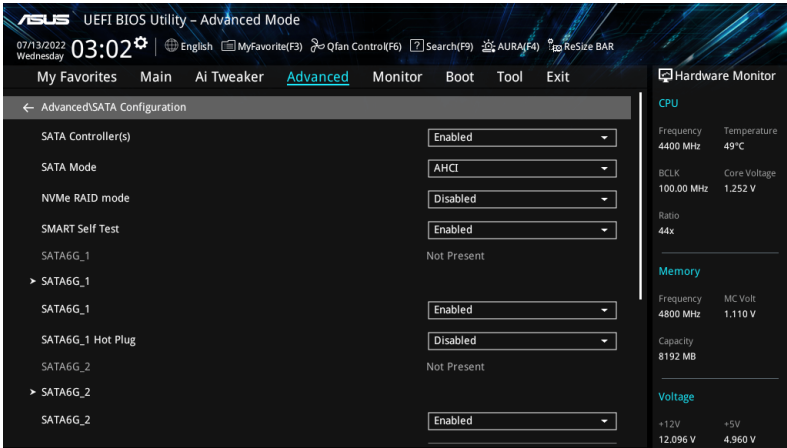 ASUS UEFI BIOS Utility – Advanced Mode
07/13/2022 Wednesday 03:02 English MyFavorite(F3) Qfan Control(F6) ? Search(F9) AURA(F4) ReSize BAR
My Favorites Main Ai Tweaker Advanced Monitor Boot Tool Exit
← Advanced\SATA Configuration
SATA Controller(s) Enabled
SATA Mode AHCI
NVMe RAID mode Disabled
SMART Self Test Enabled
SATA6G_1 Not Present
> SATA6G_1
SATA6G_1 Enabled
SATA6G_1 Hot Plug Disabled
SATA6G_2 Not Present
> SATA6G_2
SATA6G_2 Enabled
Hardware Monitor
CPU
Frequency Temperature
4400 MHz 49°C
BCLK Core Voltage
100.00 MHz 1.252 V
Ratio
44x
Memory
Frequency MC Volt
4800 MHz 1.110 V
Capacity
8192 MB
Voltage
+12V +5V
12.096 V 4.960 V